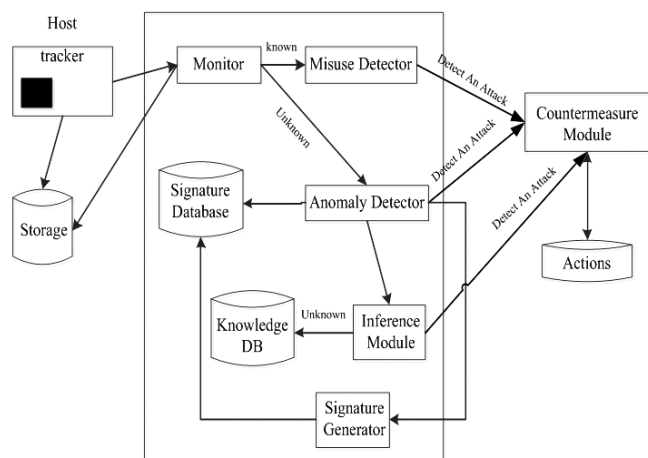 Host
tracker
Storage
Monitor
known
Misuse Detector
Unknown
Detect An Attack
Detect An Attack
Detect An Attack
Countermeasure
Module
Signature
Database
Anomaly Detector
Actions
Knowledge
DB
Unknown
Inference
Module
Signature
Generator